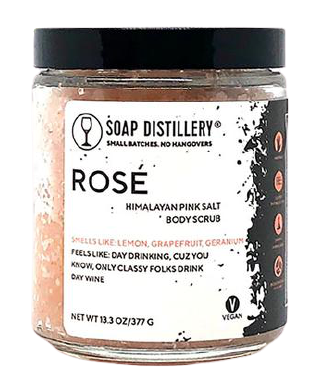 SOAP DISTILLERY©
SMALL BATCHES. NO HANGOVERS
ROSÉ
HIMALAYAN PINK SALT
BODY SCRUB
SMELLS LIKE: LEMON, GRAPEFRUIT, GERANIUM
FEELS LIKE: DAY DRINKING, CUZ YOU
KNOW, ONLY CLASSY FOLKS DRINK
DAY WINE
V
VEGAN
NET WT 13.3 OZ/377 G